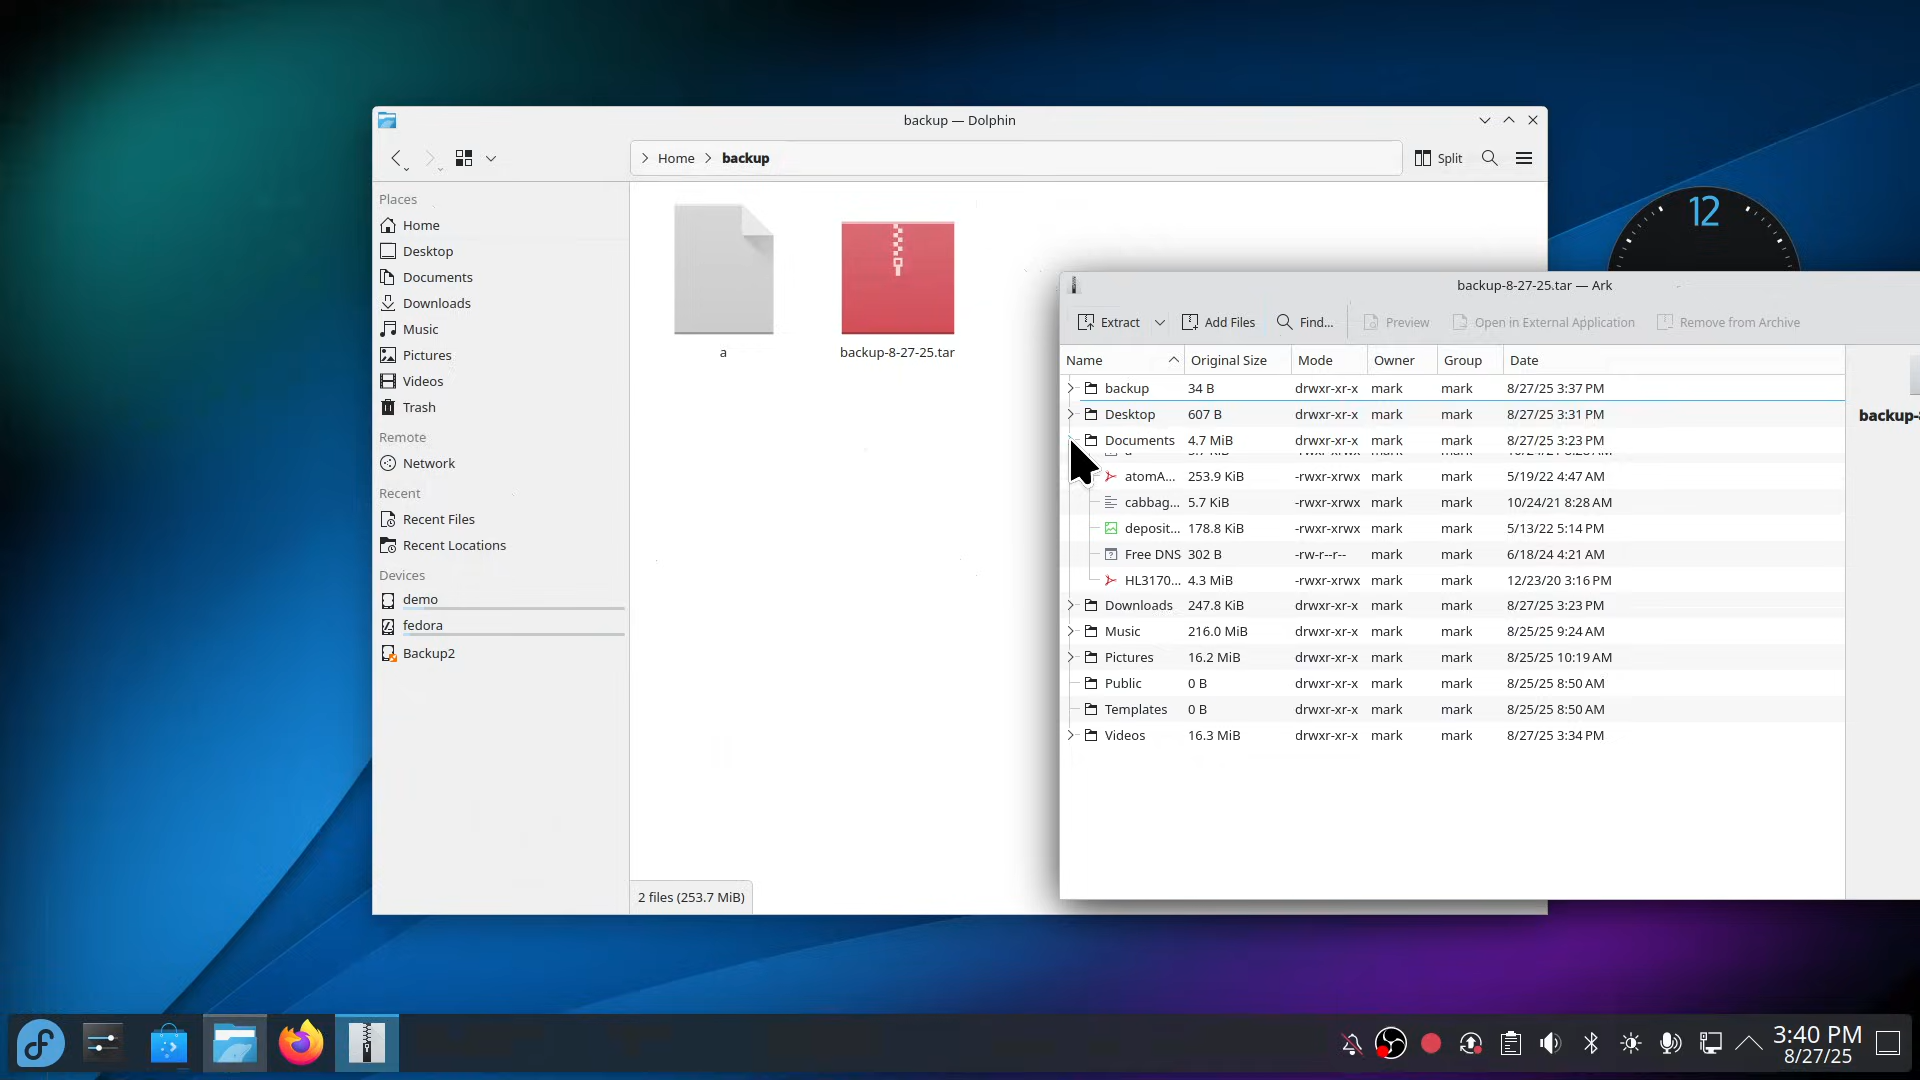 backup — Dolphin
Home backup
Split
Places
Home
Desktop
Documents
Downloads
Music
Pictures
Videos
Trash
Remote
Network
Recent
Recent Files
Recent Locations
Devices
demo
fedora
Backup2
a
backup-8-27-25.tar
2 files (253.7 MiB)
12
backup-8-27-25.tar — Ark
Extract Add Files Find... Preview Open in External Application Remove from Archive
Name Original Size Mode Owner Group Date
backup 34 B drwxr-xr-x mark mark 8/27/25 3:37 PM
Desktop 607 B drwxr-xr-x mark mark 8/27/25 3:31 PM
Documents 4.7 MiB drwxr-xr-x mark mark 8/27/25 3:23 PM
atomA... 253.9 KiB -rwxr-xrwx mark mark 5/19/22 4:47 AM
cabbag... 5.7 KiB -rwxr-xrwx mark mark 10/24/21 8:28 AM
deposit... 178.8 KiB -rwxr-xrwx mark mark 5/13/22 5:14 PM
Free DNS 302 B -rw-r--r-- mark mark 6/18/24 4:21 AM
HL3170... 4.3 MiB -rwxr-xrwx mark mark 12/23/20 3:16 PM
Downloads 247.8 KiB drwxr-xr-x mark mark 8/27/25 3:23 PM
Music 216.0 MiB drwxr-xr-x mark mark 8/25/25 9:24 AM
Pictures 16.2 MiB drwxr-xr-x mark mark 8/25/25 10:19 AM
Public 0 B drwxr-xr-x mark mark 8/25/25 8:50 AM
Templates 0 B drwxr-xr-x mark mark 8/25/25 8:50 AM
Videos 16.3 MiB drwxr-xr-x mark mark 8/27/25 3:34 PM
backup-
3:40 PM
8/27/25